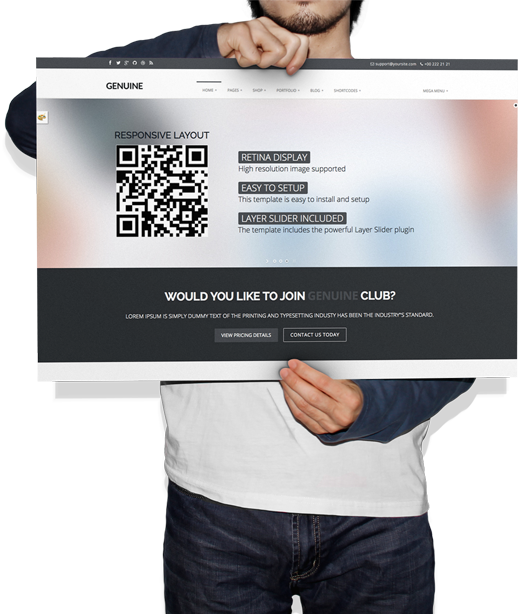 support@yoursite.com +00 222 21 21
GENUINE
HOME PAGES SHOP PORTFOLIO BLOG SHORTCODES MEGA MENU
RESPONSIVE LAYOUT
RETINA DISPLAY
High resolution image supported
EASY TO SETUP
This template is easy to install and setup
LAYER SLIDER INCLUDED
The template includes the powerful Layer Slider plugin
WOULD YOU LIKE TO JOIN GENUINE CLUB?
LOREM IPSUM IS SIMPLY DUMMY TEXT OF THE PRINTING AND TYPESETTING INDUSTY HAS BEEN THE INDUSTRY'S STANDARD.
VIEW PRICING DETAILS CONTACT US TODAY